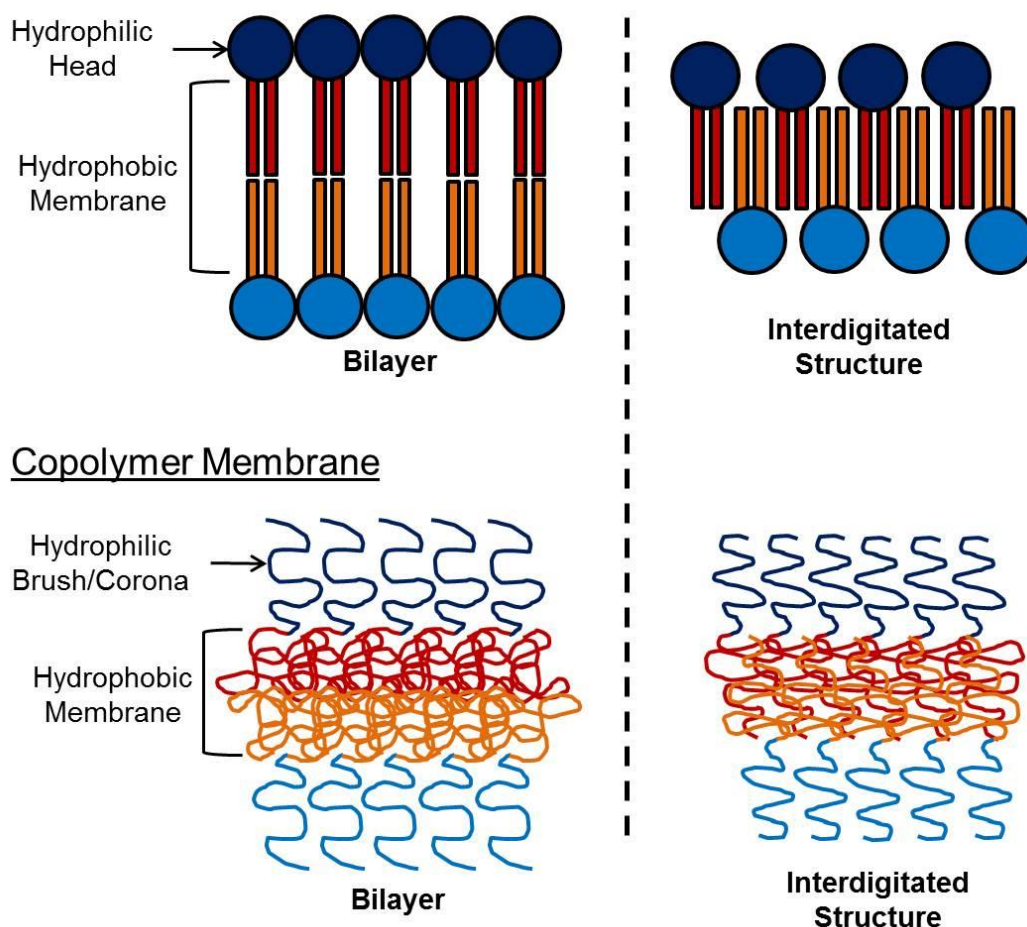 Hydrophilic
Head
Hydrophobic
Membrane
Bilayer
Interdigitated
Structure
Copolymer Membrane
Hydrophilic
Brush/Corona
Hydrophobic
Membrane
Bilayer
Interdigitated
Structure